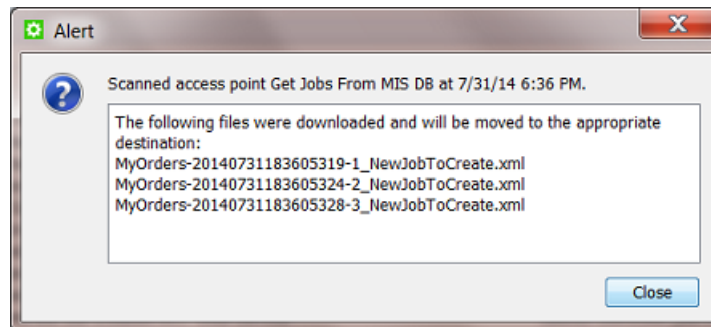 Alert
X
Scanned access point Get Jobs From MIS DB at 7/31/14 6:36 PM.
The following files were downloaded and will be moved to the appropriate
destination:
MyOrders-20140731183605319-1_NewJobToCreate.xml
MyOrders-20140731183605324-2_NewJobToCreate.xml
MyOrders-20140731183605328-3_NewJobToCreate.xml
Close